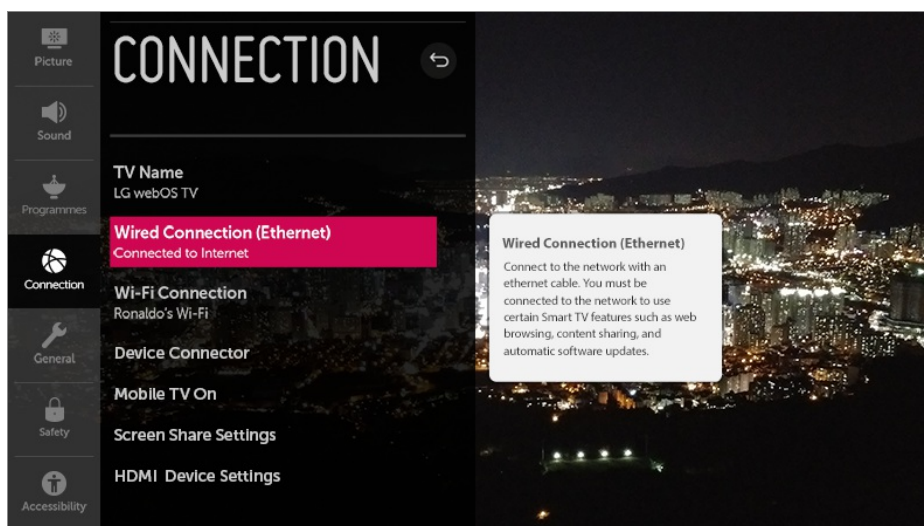 Picture
Sound
Programmes
Connection
General
Safety
Accessibility
CONNECTION
TV Name
LG webOS TV
Wired Connection (Ethernet)
Connected to Internet
Wi-Fi Connection
Ronaldo's Wi-Fi
Device Connector
Mobile TV On
Screen Share Settings
HDMI Device Settings
Wired Connection (Ethernet)
Connect to the network with an
ethernet cable. You must be
connected to the network to use
certain Smart TV features such as web
browsing, content sharing, and
automatic software updates.